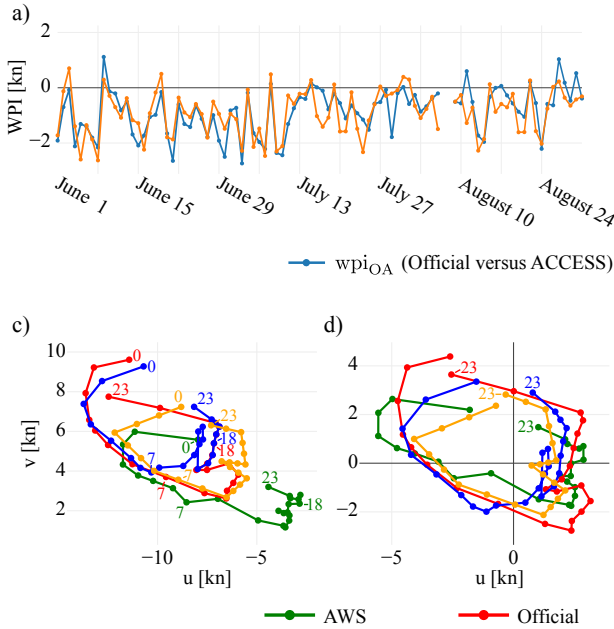 a)
WPI [kn]
2
0
−2
June 1
June 15
June 29
July 13
July 27
August 10
August 24
wpiOA (Official versus ACCESS)
c)
v [kn]
10
8
6
4
2
0
0
23
0
23
0
18
18
7
7
7
7
23
18
−10
−5
u [kn]
d)
4
2
0
−2
23
23
23
23
−5
0
u [kn]
AWS
Official